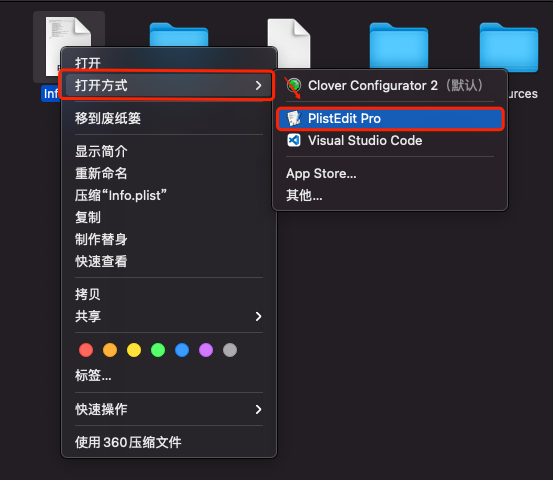 Inf
打开
打开方式
移到废纸篓
显示简介
重新命名
压缩“Info.plist”
复制
制作替身
快速查看
拷贝
共享
标签...
快速操作
使用360压缩文件
Clover Configurator 2（默认）
PlistEdit Pro
Visual Studio Code
App Store...
其他...
urces